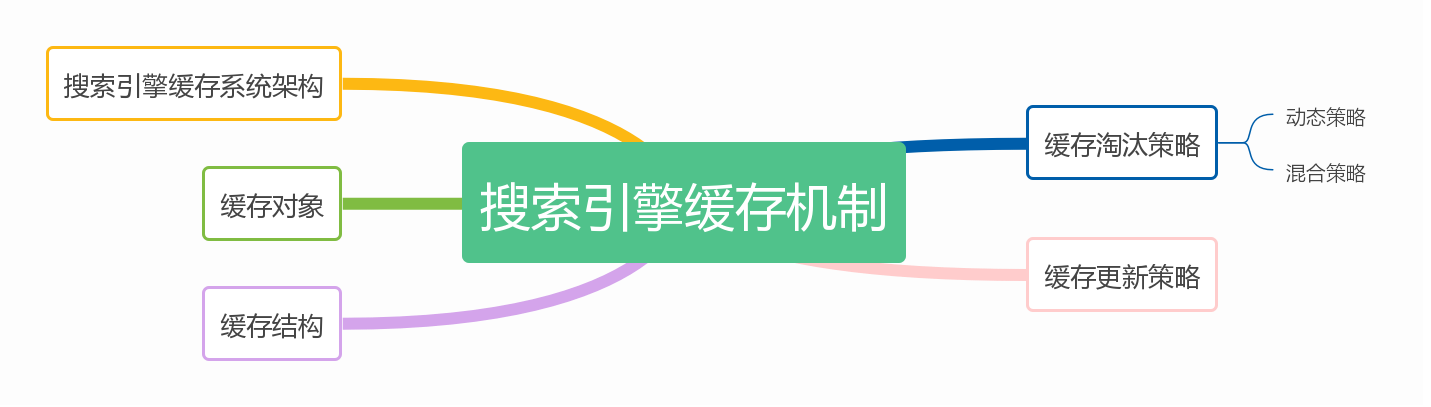 搜索引擎缓存机制
搜索引擎缓存系统架构
缓存对象
缓存结构
缓存淘汰策略
动态策略
混合策略
缓存更新策略